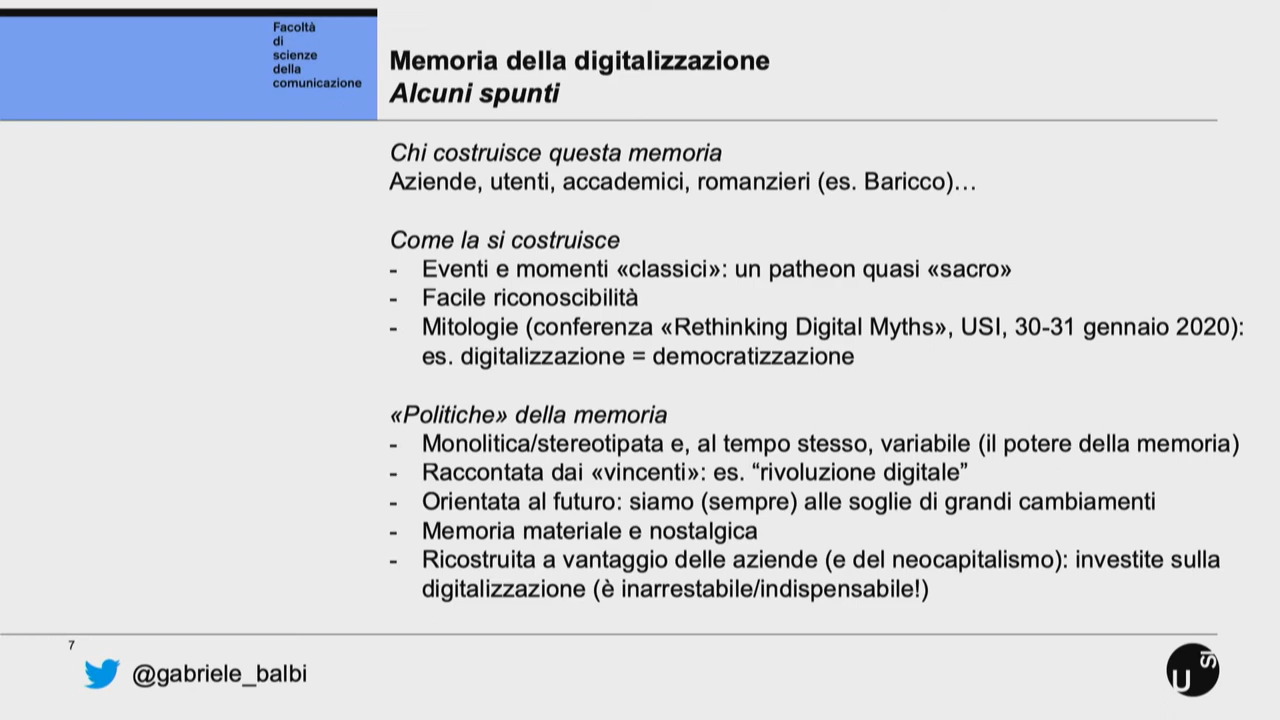 Facoltà
di
scienze
della
comunicazione
Memoria della digitalizzazione
Alcuni spunti
Chi costruisce questa memoria
Aziende, utenti, accademici, romanzieri (es. Baricco)…
Come la si costruisce
- Eventi e momenti «classici»: un patheon quasi «sacro»
- Facile riconoscibilità
- Mitologie (conferenza «Rethinking Digital Myths», USI, 30-31 gennaio 2020):
es. digitalizzazione = democratizzazione
«Politiche» della memoria
- Monolitica/stereotipata e, al tempo stesso, variabile (il potere della memoria)
- Raccontata dai «vincenti»: es. “rivoluzione digitale”
- Orientata al futuro: siamo (sempre) alle soglie di grandi cambiamenti
- Memoria materiale e nostalgica
- Ricostruita a vantaggio delle aziende (e del neocapitalismo): investite sulla
digitalizzazione (è inarrestabile/indispensabile!)
7
@gabriele_balbi
U SI